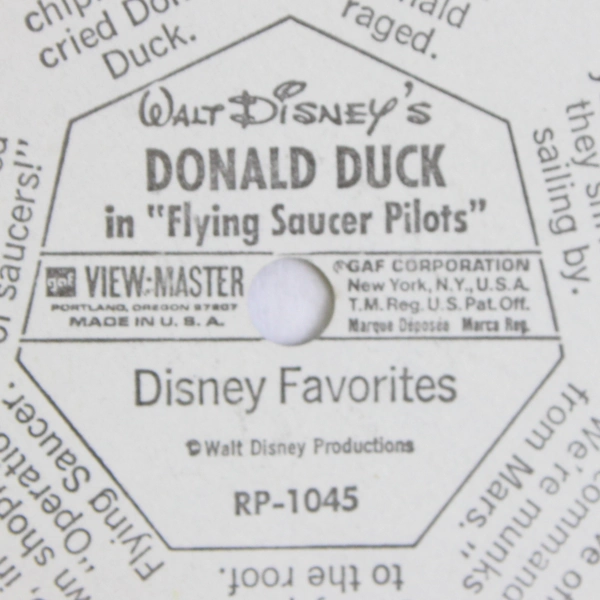 WALT DISNEY'S
DONALD DUCK
in "Flying Saucer Pilots"
gaf VIEW-MASTER
PORTLAND, OREGON 97207
MADE IN U. S. A.
©GAF CORPORATION
New York, N.Y., U.S.A.
T.M. Reg. U.S. Pat. Off.
Marque Déposée Marca Reg.
Disney Favorites
©Walt Disney Productions
RP-1045
cried
Duck.
raged.
they
sailing by.
saucers!"
from Mars."
We're munks
to the roof.
"Operation
Flying Saucer.